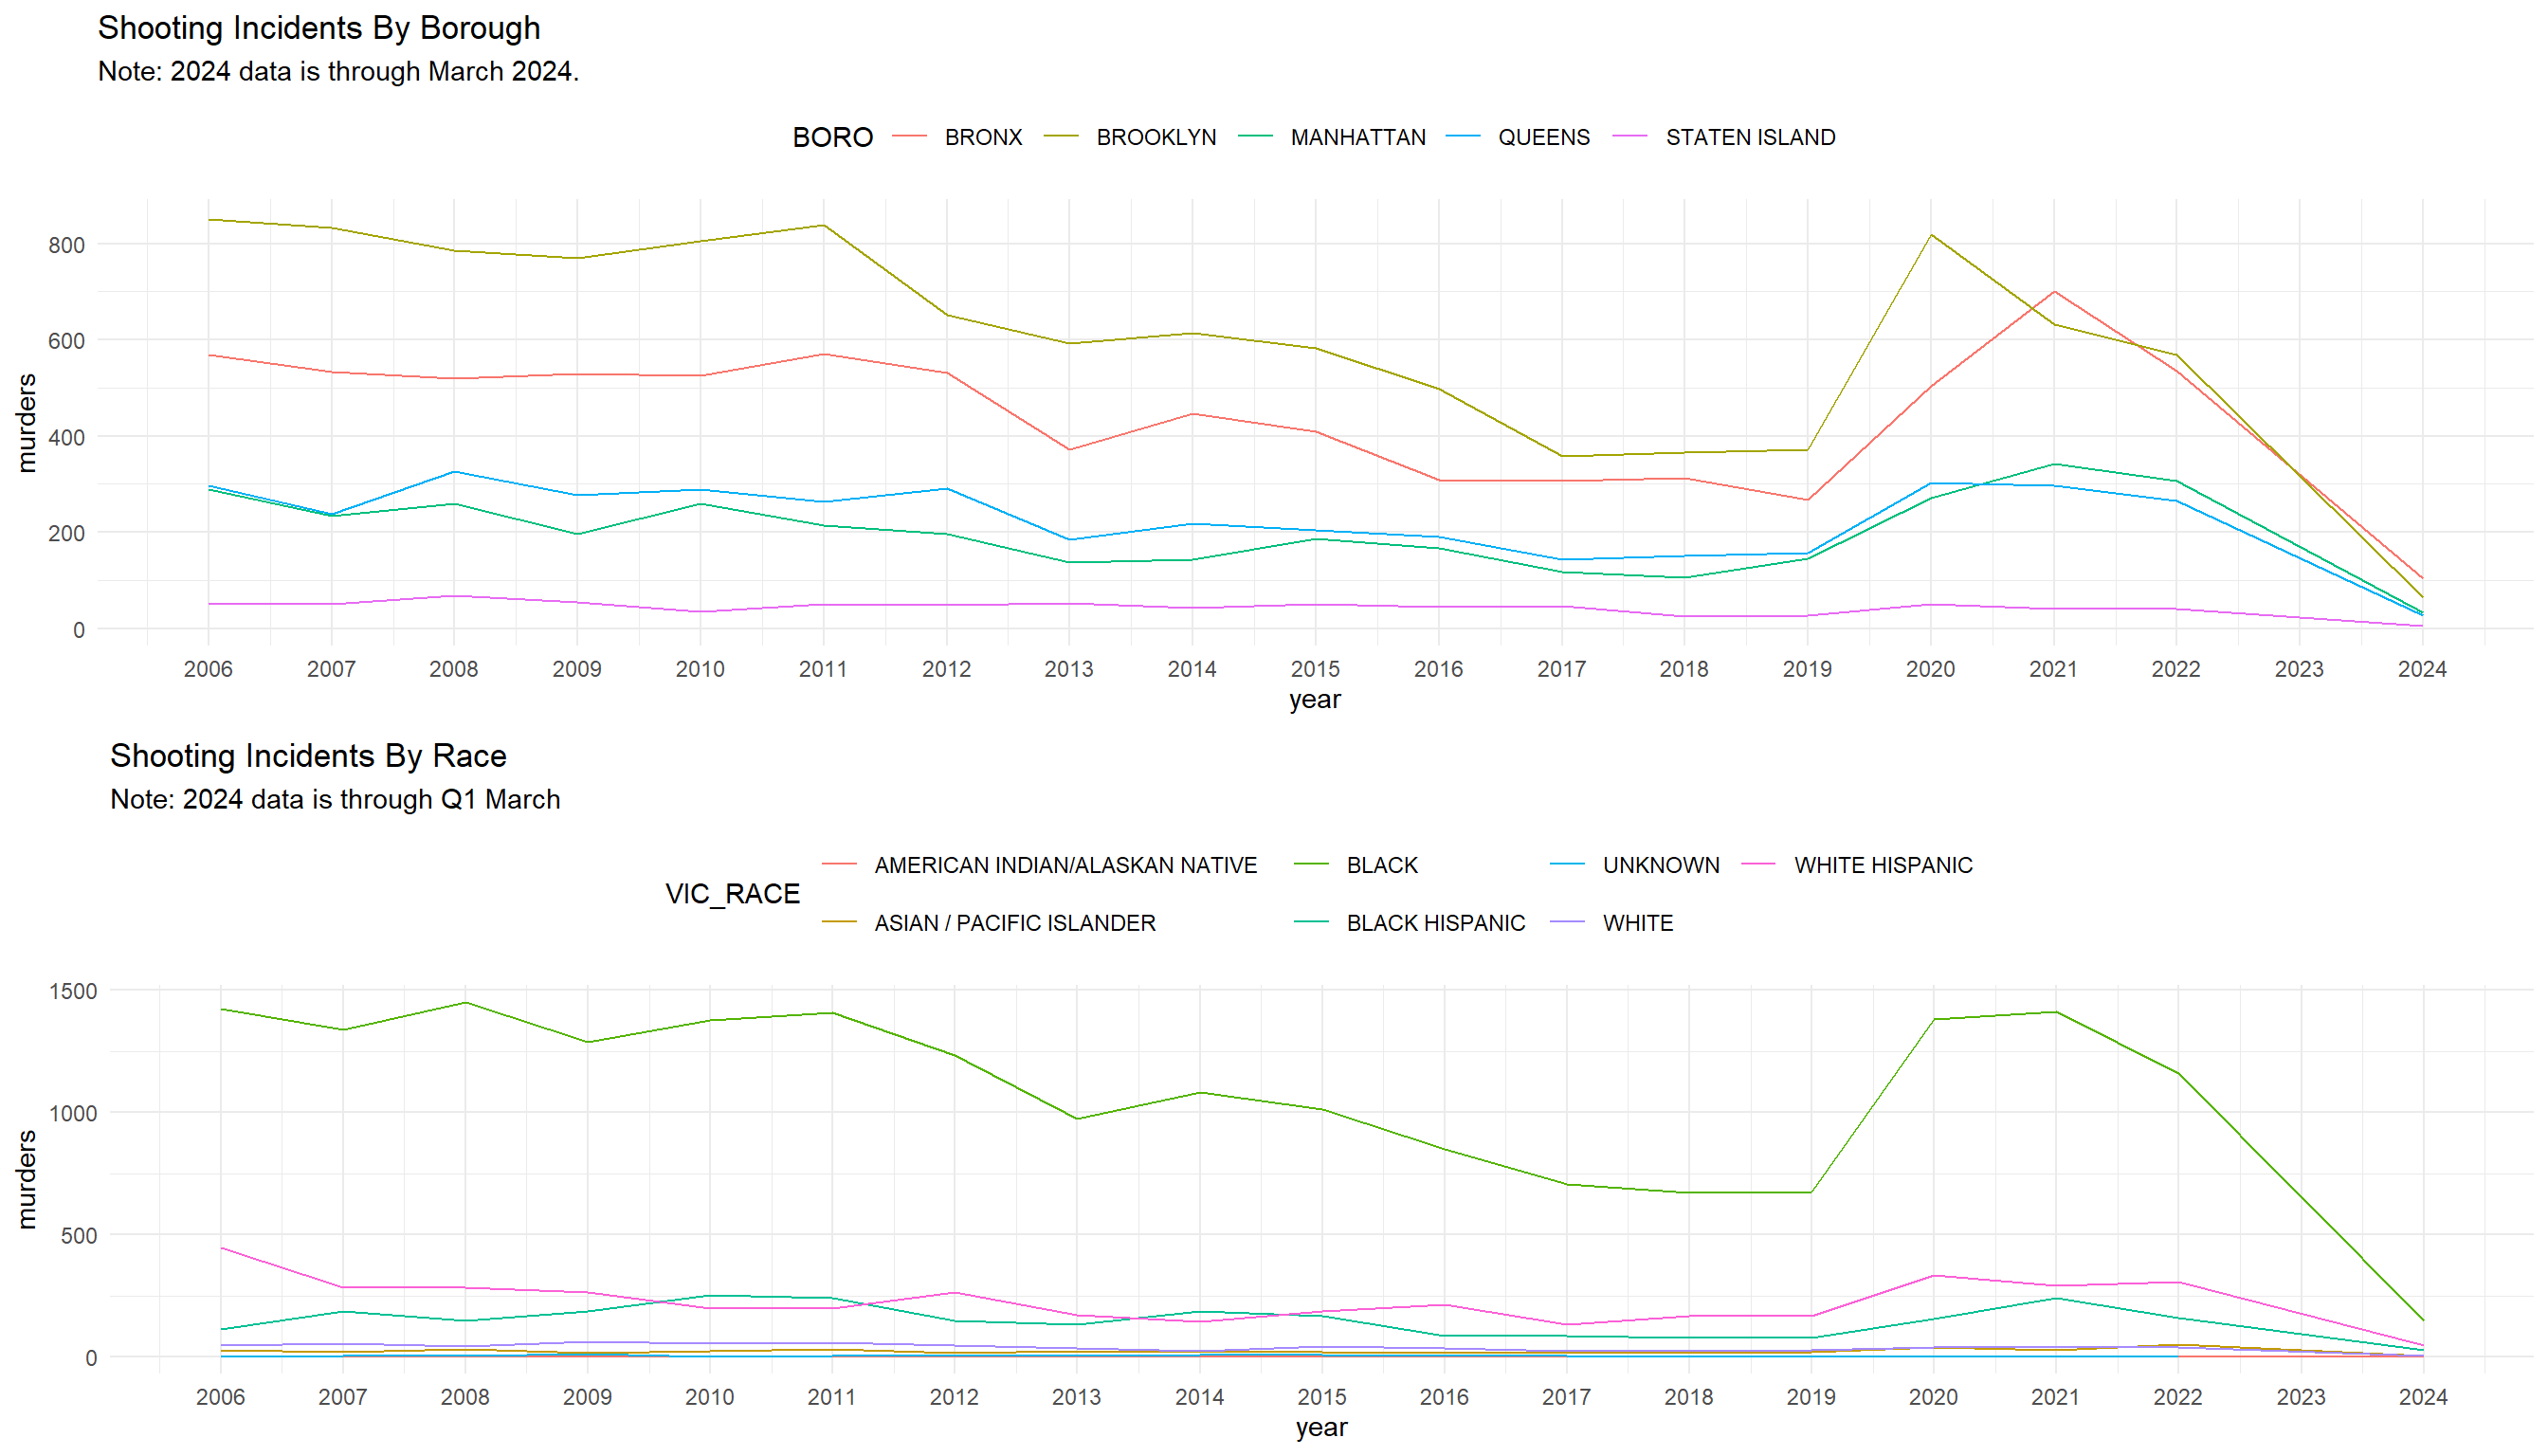 Shooting Incidents By Borough
Note: 2024 data is through March 2024.
BORO BRONX BROOKLYN MANHATTAN QUEENS STATEN ISLAND
murders
800
600
400
200
0
2006 2007 2008 2009 2010 2011 2012 2013 2014 2015 2016 2017 2018 2019 2020 2021 2022 2023 2024
year
Shooting Incidents By Race
Note: 2024 data is through Q1 March
VIC_RACE
AMERICAN INDIAN/ALASKAN NATIVE BLACK UNKNOWN WHITE HISPANIC
ASIAN / PACIFIC ISLANDER BLACK HISPANIC WHITE
murders
1500
1000
500
0
2006 2007 2008 2009 2010 2011 2012 2013 2014 2015 2016 2017 2018 2019 2020 2021 2022 2023 2024
year